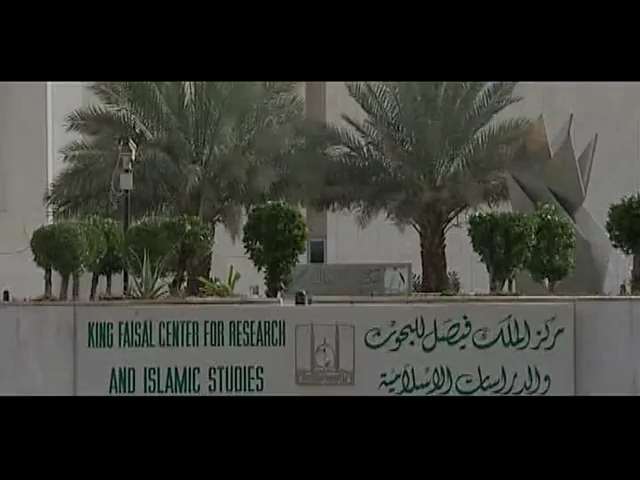 KING FAISAL CENTER FOR RESEARCH
AND ISLAMIC STUDIES
مركز الملك فيصل للبحوث
والدراسات الإسلامية